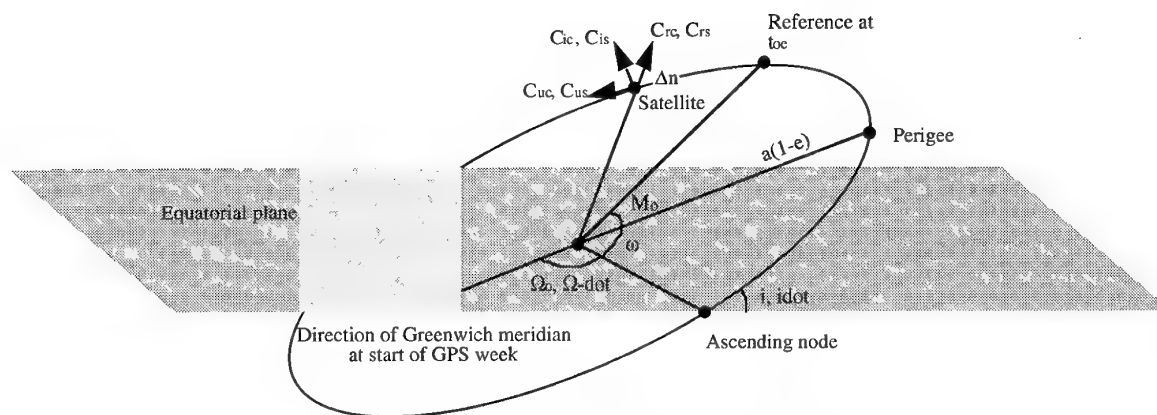 Reference at
toe
Cic, Cis
Crc, Crs
Δn
Cuc, Cus
Satellite
Perigee
a(1-e)
Equatorial plane
Mo
ω
Ωo, Ω-dot
i, idot
Direction of Greenwich meridian
at start of GPS week
Ascending node